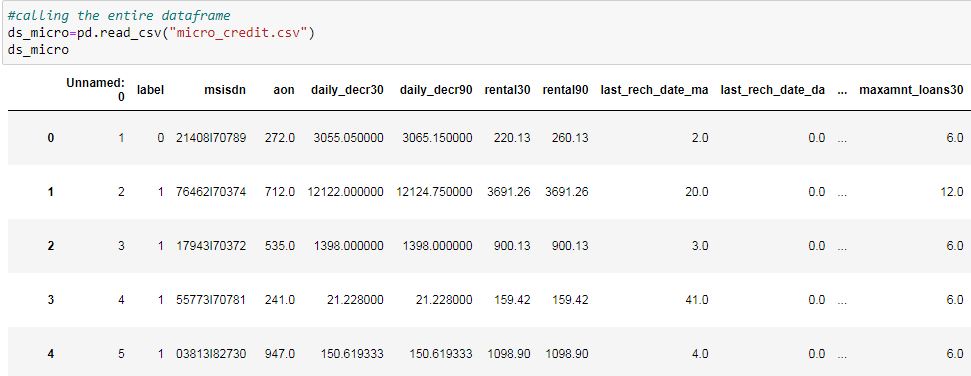 #calling the entire dataframe
ds_micro=pd.read_csv("micro_credit.csv")
ds_micro
Unnamed: 0 label msisdn aon daily_decr30 daily_decr90 rental30 rental90 last_rech_date_ma last_rech_date_da ... maxamnt_loans30
0 1 0 21408I70789 272.0 3055.050000 3065.150000 220.13 260.13 2.0 0.0 ... 6.0
1 2 1 76462I70374 712.0 12122.000000 12124.750000 3691.26 3691.26 20.0 0.0 ... 12.0
2 3 1 17943I70372 535.0 1398.000000 1398.000000 900.13 900.13 3.0 0.0 ... 6.0
3 4 1 55773I70781 241.0 21.228000 21.228000 159.42 159.42 41.0 0.0 ... 6.0
4 5 1 03813I82730 947.0 150.619333 150.619333 1098.90 1098.90 4.0 0.0 ... 6.0